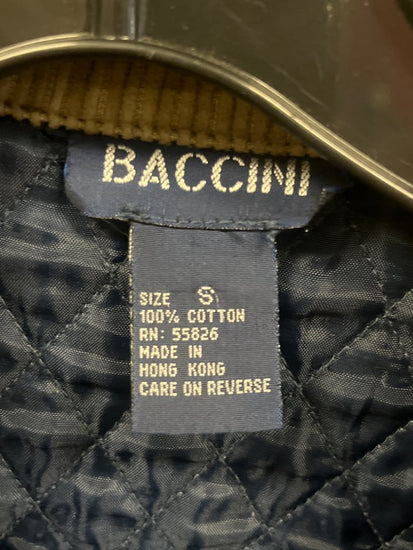 BACCINI
SIZE S
100% COTTON
RN: 55826
MADE IN
HONG KONG
CARE ON REVERSE